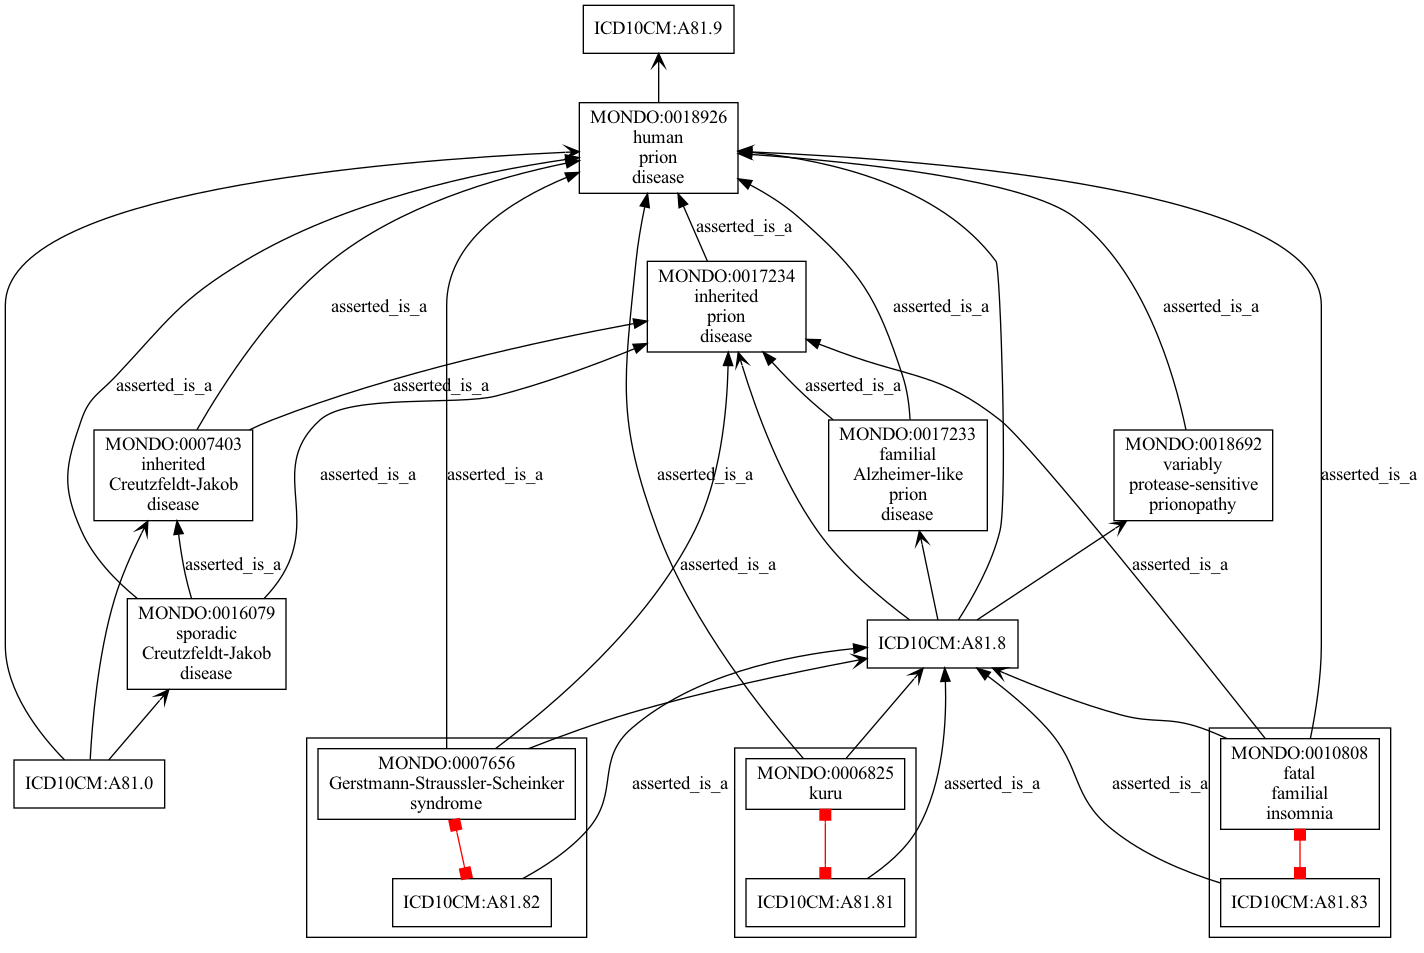 ICD10CM:A81.9
MONDO:0018926
human
prion
disease
asserted_is_a
MONDO:0017234
inherited
prion
disease
asserted_is_a
asserted_is_a
asserted_is_a
asserted_is_a
asserted_is_a
asserted_is_a
MONDO:0007403
inherited
Creutzfeldt-Jakob
disease
MONDO:0017233
familial
Alzheimer-like
prion
disease
MONDO:0018692
variably
protease-sensitive
prionopathy
asserted_is_a
asserted_is_a
asserted_is_a
asserted_is_a
asserted_is_a
asserted_is_a
asserted_is_a
MONDO:0016079
sporadic
Creutzfeldt-Jakob
disease
ICD10CM:A81.8
ICD10CM:A81.0
MONDO:0007656
Gerstmann-Straussler-Scheinker
syndrome
asserted_is_a
MONDO:0006825
kuru
asserted_is_a
asserted_is_a
MONDO:0010808
fatal
familial
insomnia
ICD10CM:A81.82
ICD10CM:A81.81
ICD10CM:A81.83